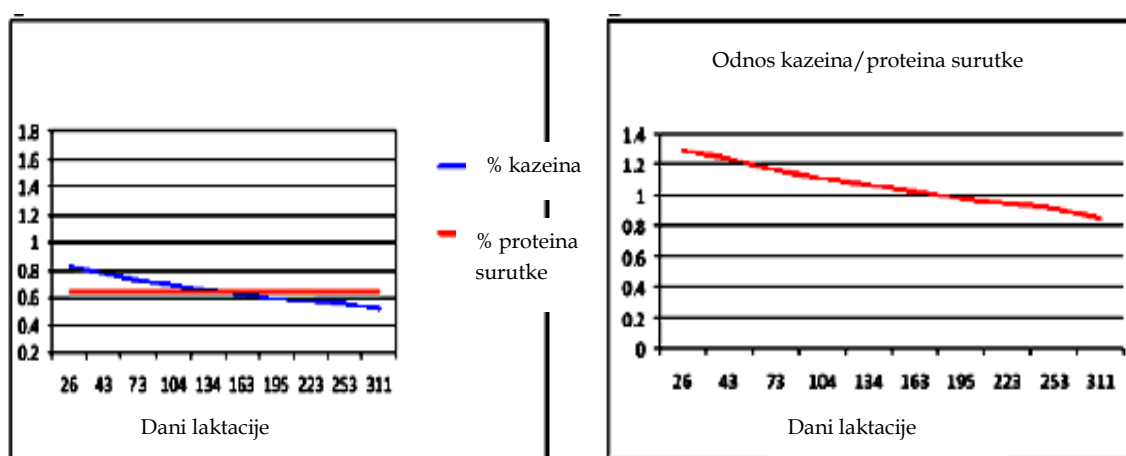 1.8
1.6
1.4
1.2
1
0.8
0.6
0.4
0.2
26 43 73 104 134 163 195 223 253 311
Dani laktacije
% kazeina
% proteina
surutke
Odnos kazeina/proteina surutke
1.4
1.2
1
0.8
0.6
0.4
0.2
0
26 43 73 104 134 163 195 223 253 311
Dani laktacije